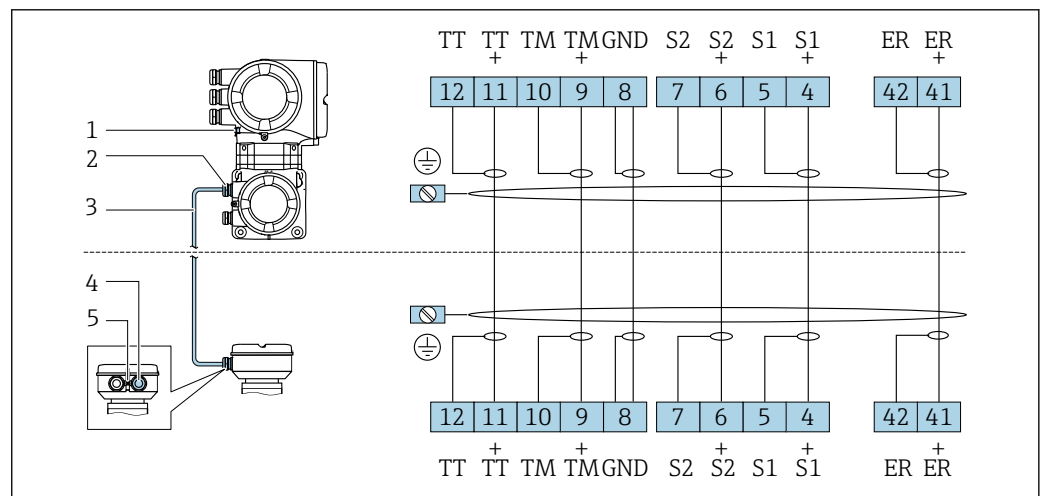 TT TT TM TM GND S2 S2 S1 S1 ER ER
+ + + + +
12 11 10 9 8 7 6 5 4 42 41
1
2
3
4
5
12 11 10 9 8 7 6 5 4 42 41
+ + + + +
TT TT TM TM GND S2 S2 S1 S1 ER ER